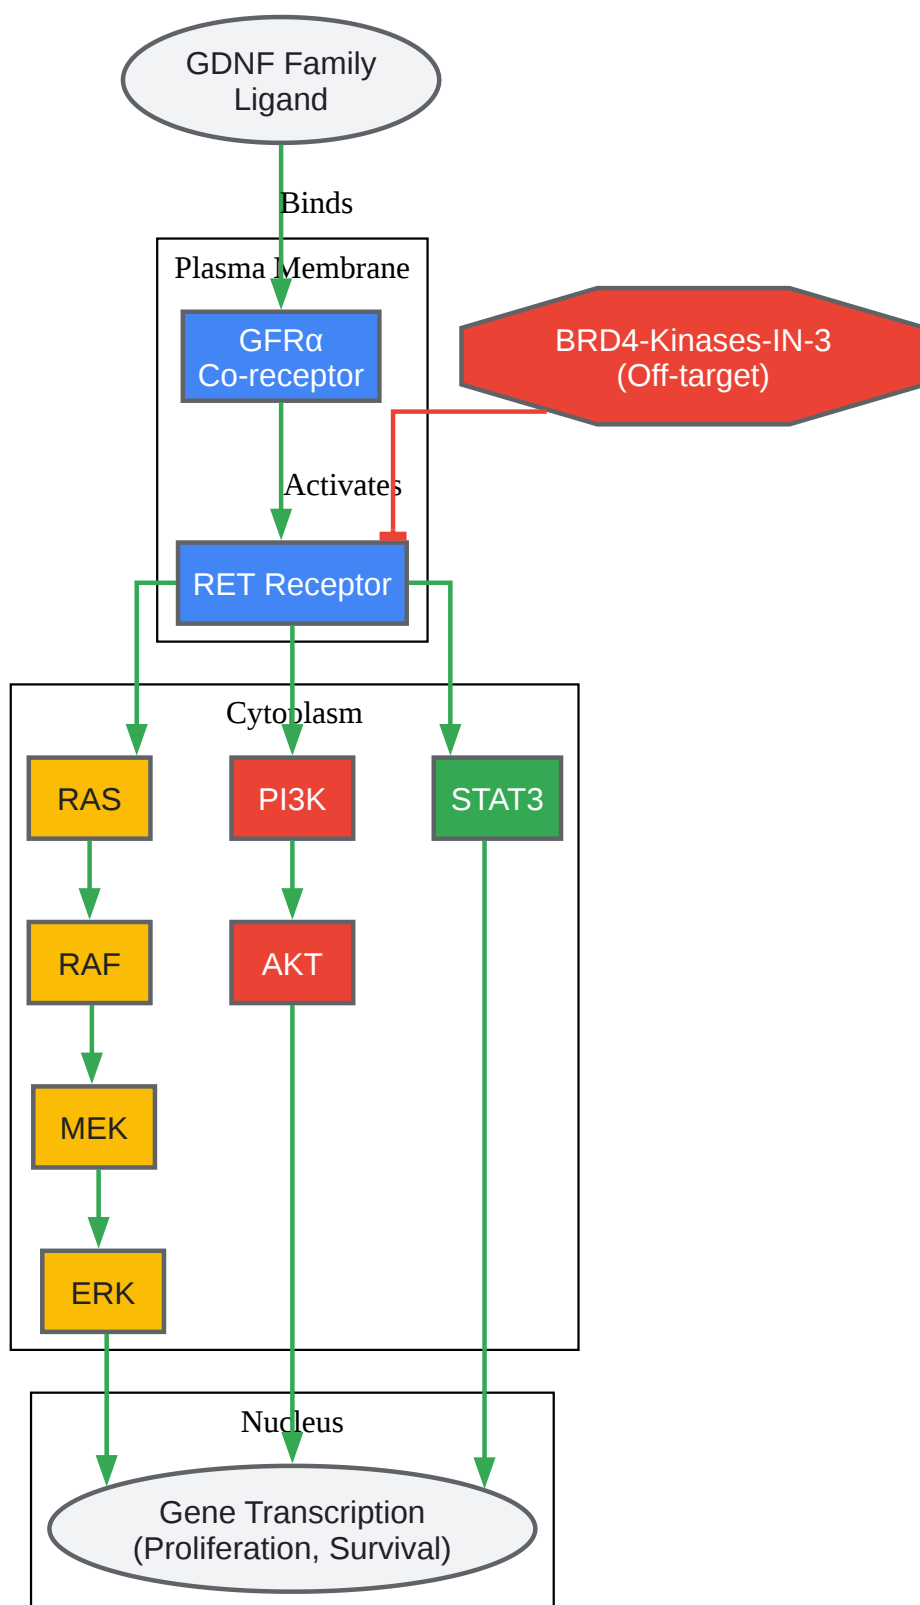 GDNF Family
Ligand
Binds
Plasma Membrane
GFRα
Co-receptor
BRD4-Kinases-IN-3
(Off-target)
Activates
RET Receptor
Cytoplasm
RAS
PI3K
STAT3
RAF
AKT
MEK
ERK
Nucleus
Gene Transcription
(Proliferation, Survival)